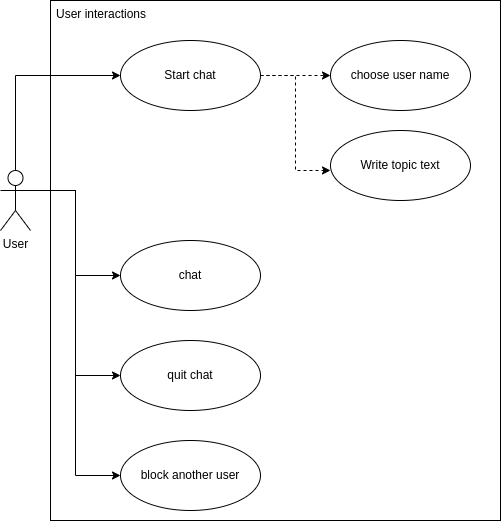 User interactions
Start chat
choose user name
Write topic text
User
chat
quit chat
block another user